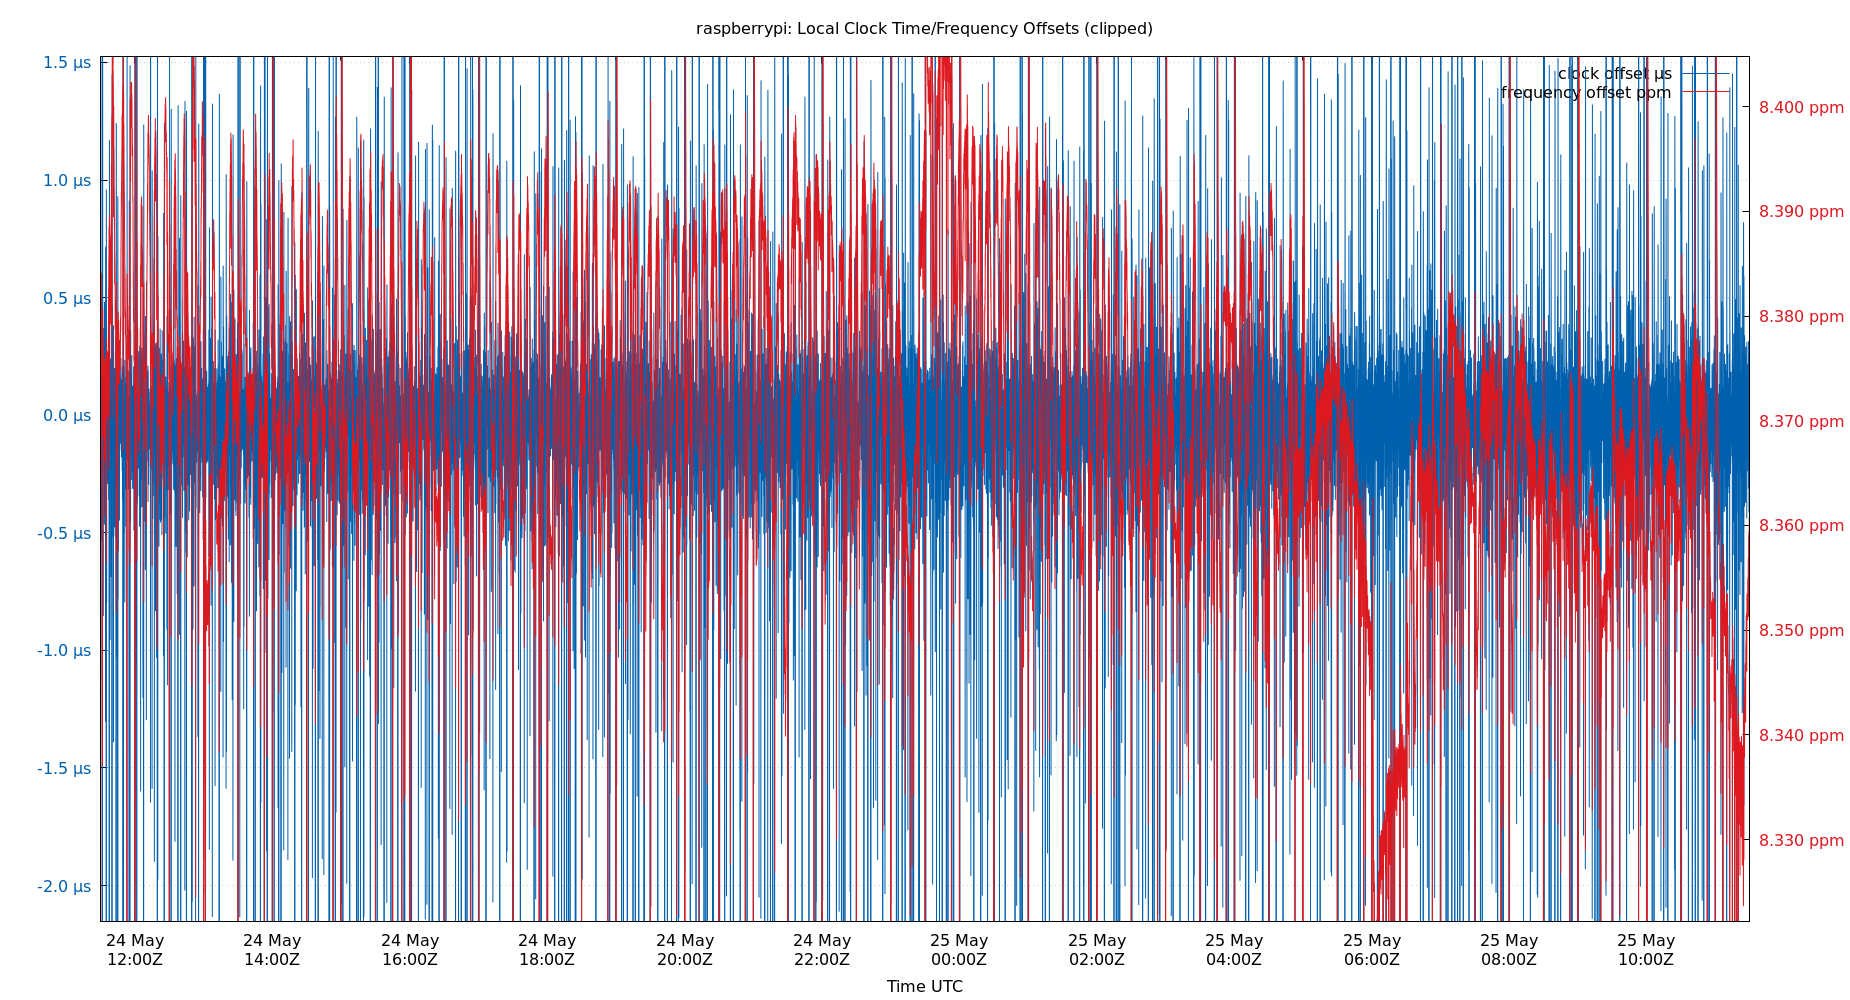 raspberrypi: Local Clock Time/Frequency Offsets (clipped)
clock offset µs
frequency offset ppm
1.5 µs
1.0 µs
0.5 µs
0.0 µs
-0.5 µs
-1.0 µs
-1.5 µs
-2.0 µs
8.400 ppm
8.390 ppm
8.380 ppm
8.370 ppm
8.360 ppm
8.350 ppm
8.340 ppm
8.330 ppm
24 May 24 May 24 May 24 May 24 May 24 May 25 May 25 May 25 May 25 May 25 May 25 May
12:00Z 14:00Z 16:00Z 18:00Z 20:00Z 22:00Z 00:00Z 02:00Z 04:00Z 06:00Z 08:00Z 10:00Z
Time UTC